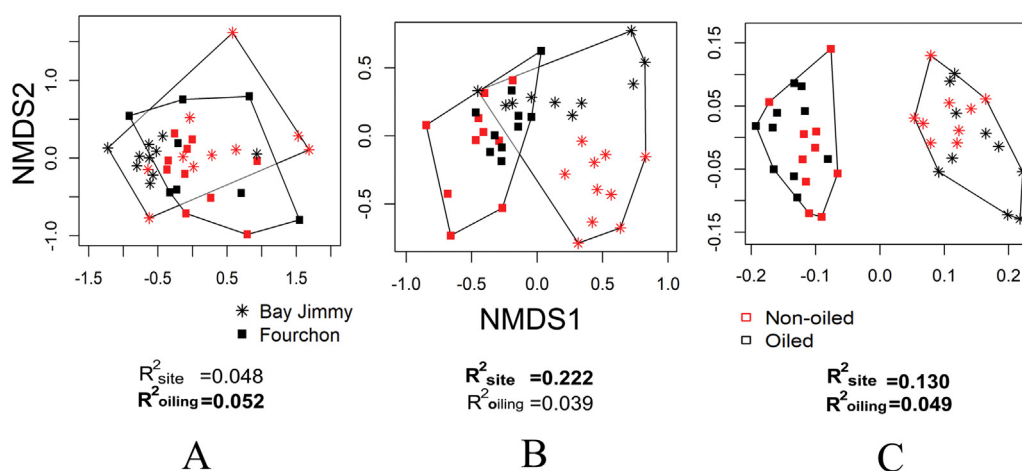 NMDS2
1.0
0.0
-1.0
-1.5
-0.5
0.5
1.5
0.5
0.0
-0.5
-1.0
-0.5
0.0
0.5
1.0
0.15
0.05
-0.05
-0.15
-0.2
-0.1
0.0
0.1
0.2
NMDS1
Bay Jimmy
Fourchon
Non-oiled
Oiled
R²site =0.048
R²oiling =0.052
R²site =0.222
R²oiling =0.039
R²site =0.130
R²oiling =0.049
A
B
C